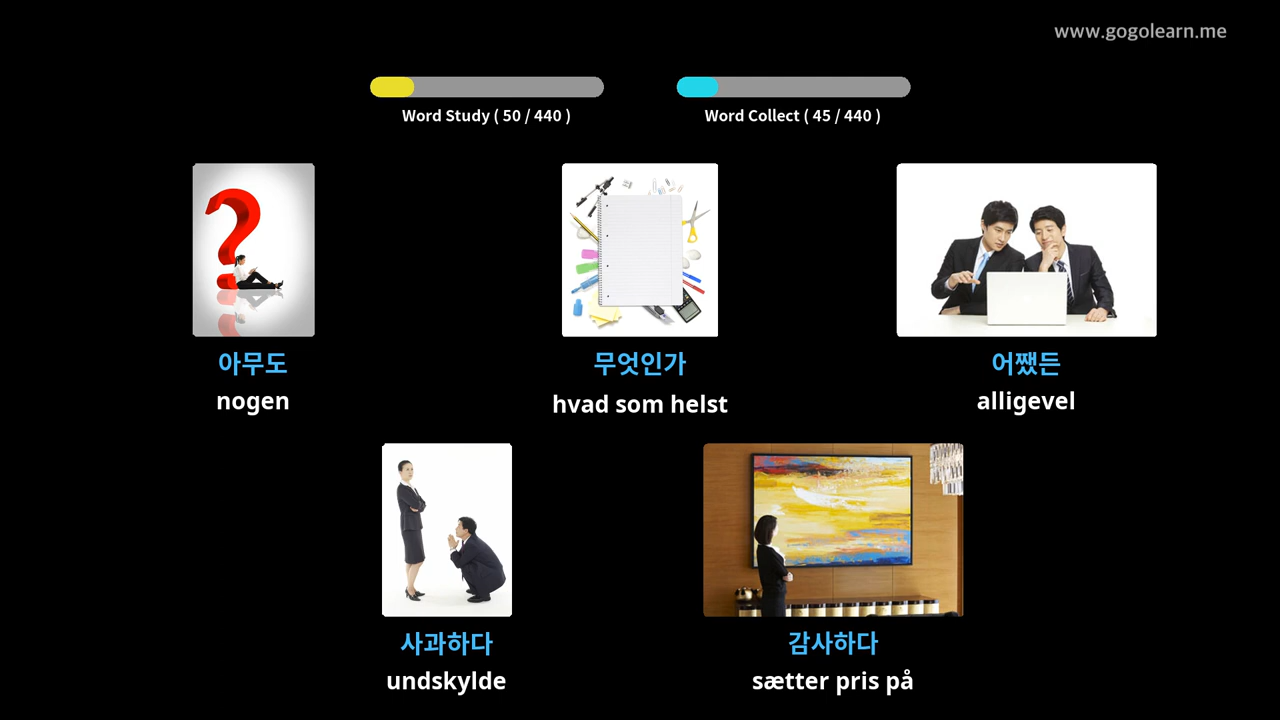 www.gogolearn.me
Word Study ( 50 / 440 )
Word Collect ( 45 / 440 )
아무도
nogen
무엇인가
hvad som helst
어쨌든
alligevel
사과하다
undskylde
감사하다
sætter pris på